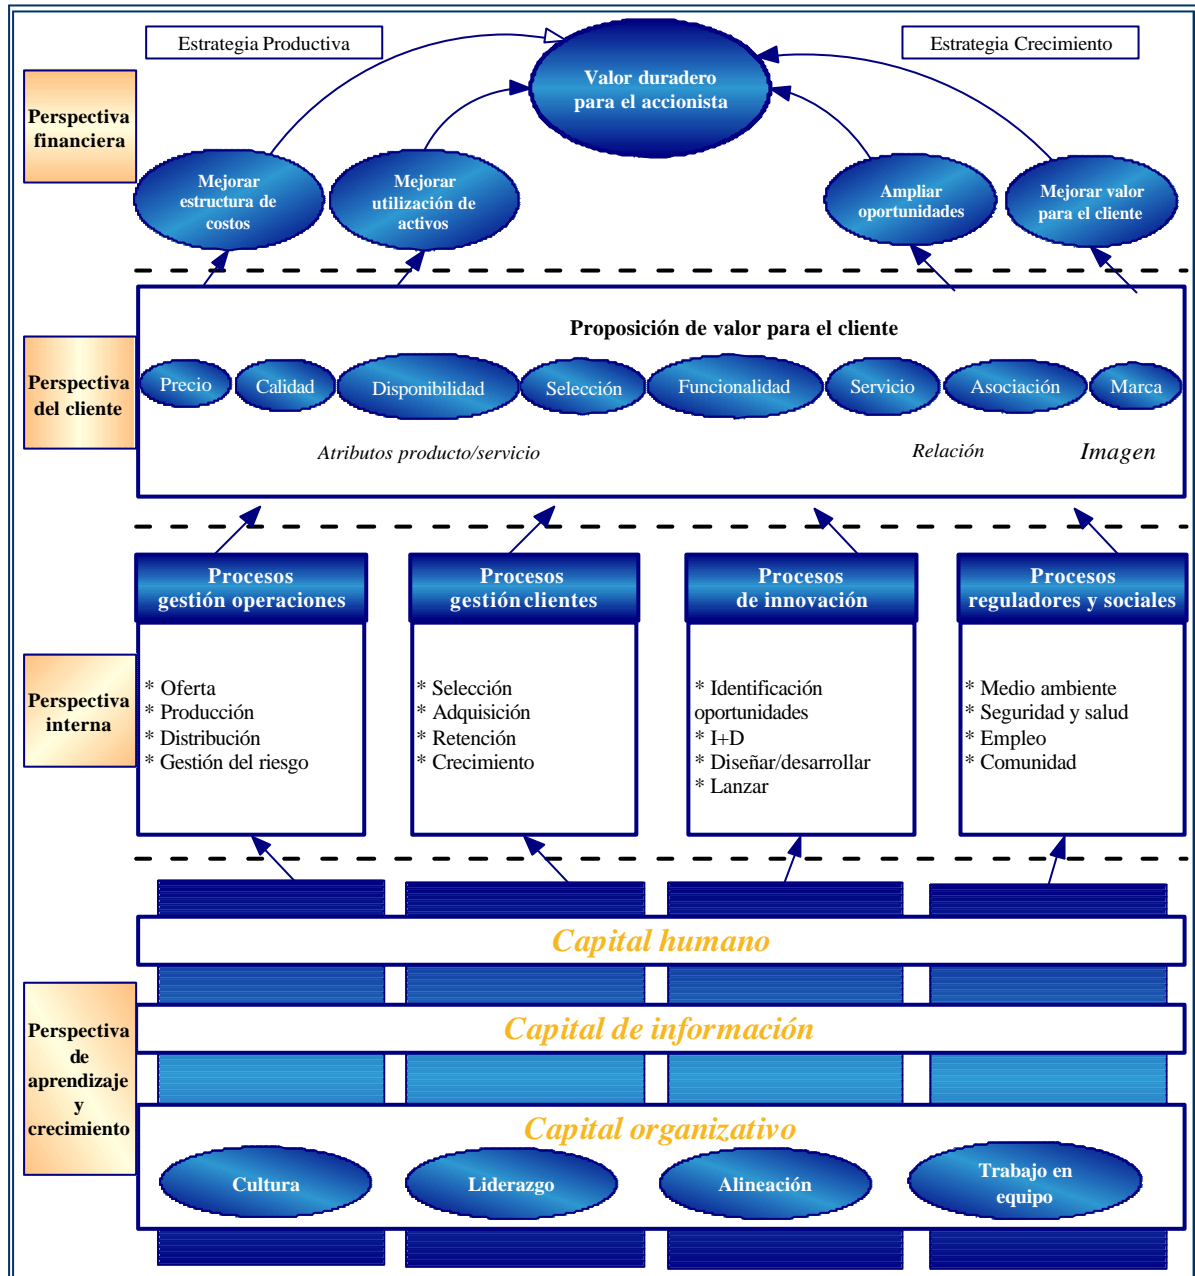 Estrategia Productiva
Estrategia Crecimiento
Valor duradero
para el accionista
Perspectiva
financiera
Mejorar
estructura de
costos
Mejorar
utilización de
activos
Ampliar
oportunidades
Mejorar valor
para el cliente
Proposición de valor para el cliente
Perspectiva
del cliente
Precio
Calidad
Disponibilidad
Selección
Funcionalidad
Servicio
Asociación
Marca
Atributos producto/servicio
Relación
Imagen
Procesos
gestión operaciones
Procesos
gestión clientes
Procesos
de innovación
Procesos
reguladores y sociales
Perspectiva
interna
* Oferta
* Producción
* Distribución
* Gestión del riesgo
* Selección
* Adquisición
* Retención
* Crecimiento
* Identificación
oportunidades
* I+D
* Diseñar/desarrollar
* Lanzar
* Medio ambiente
* Seguridad y salud
* Empleo
* Comunidad
Capital humano
Perspectiva
de
aprendizaje
y
crecimiento
Capital de información
Capital organizativo
Cultura
Liderazgo
Alineación
Trabajo en
equipo